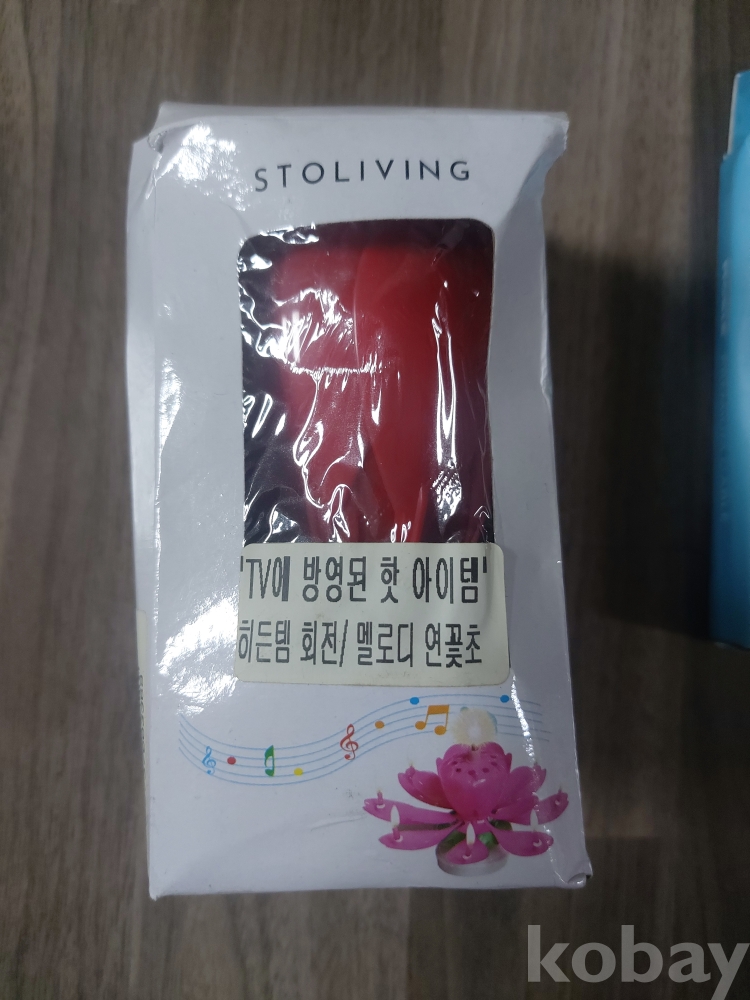 STOLIVING
'TV에 방영된 핫 아이템'
히든템 회전/ 멜로디 연꽃초
kobay